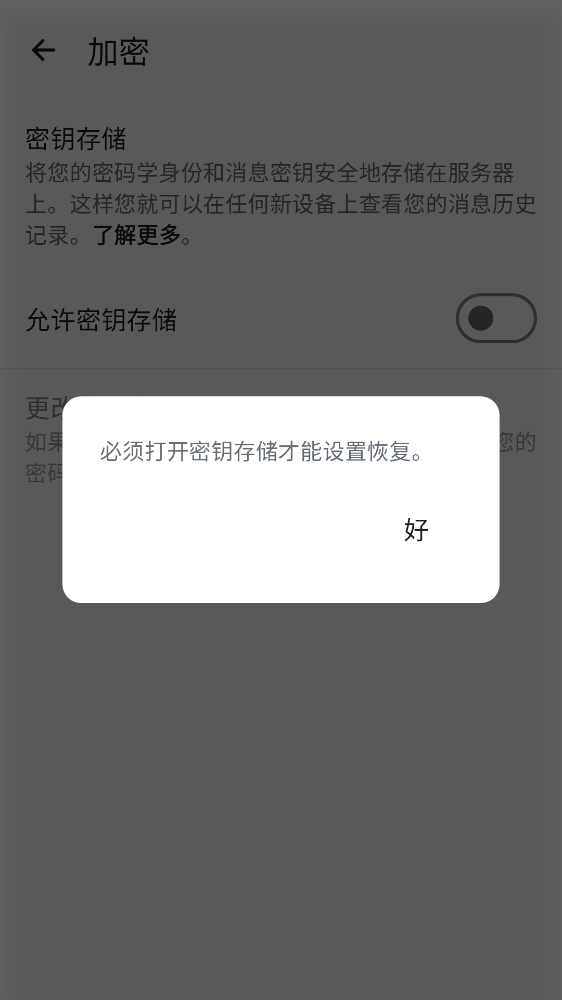 加密
密钥存储
将您的密码学身份和消息密钥安全地存储在服务器
上。这样您就可以在任何新设备上查看您的消息历史
记录。了解更多。
允许密钥存储
更改
如果
您的
密码
必须打开密钥存储才能设置恢复。
好